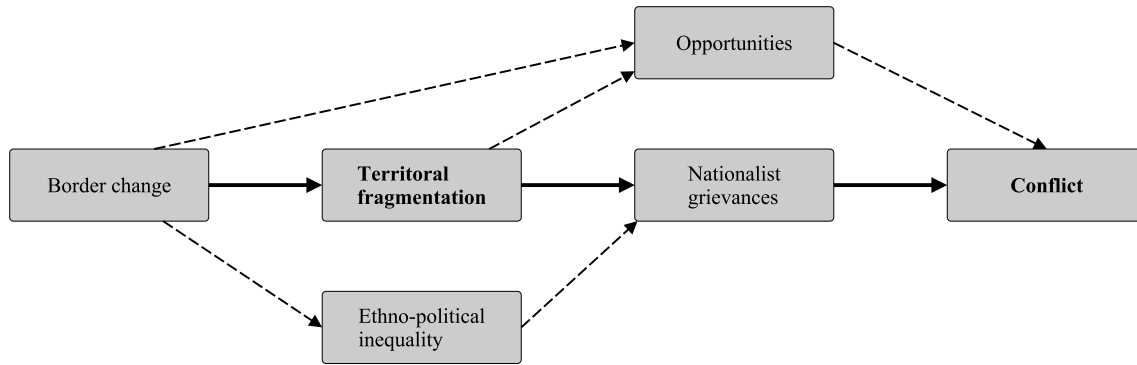 Opportunities
Border change
Territoral
fragmentation
Nationalist
grievances
Conflict
Ethno-political
inequality